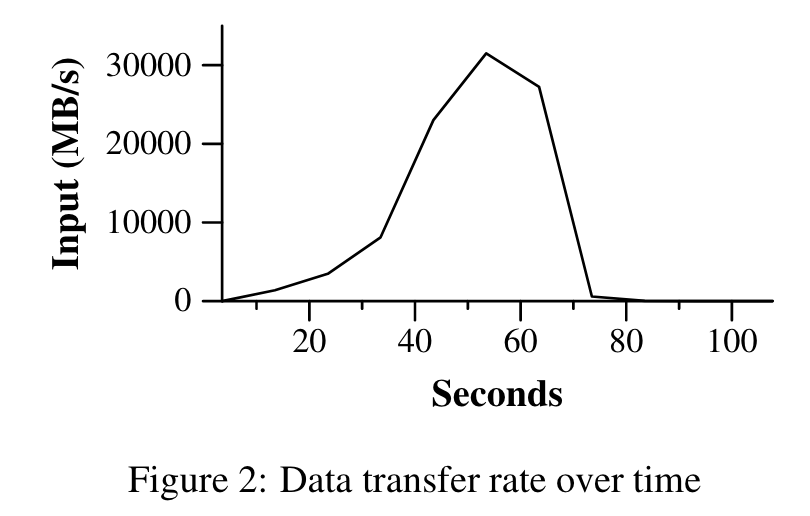 Input (MB/s)
30000
20000
10000
0
20 40 60 80 100
Seconds
Figure 2: Data transfer rate over time